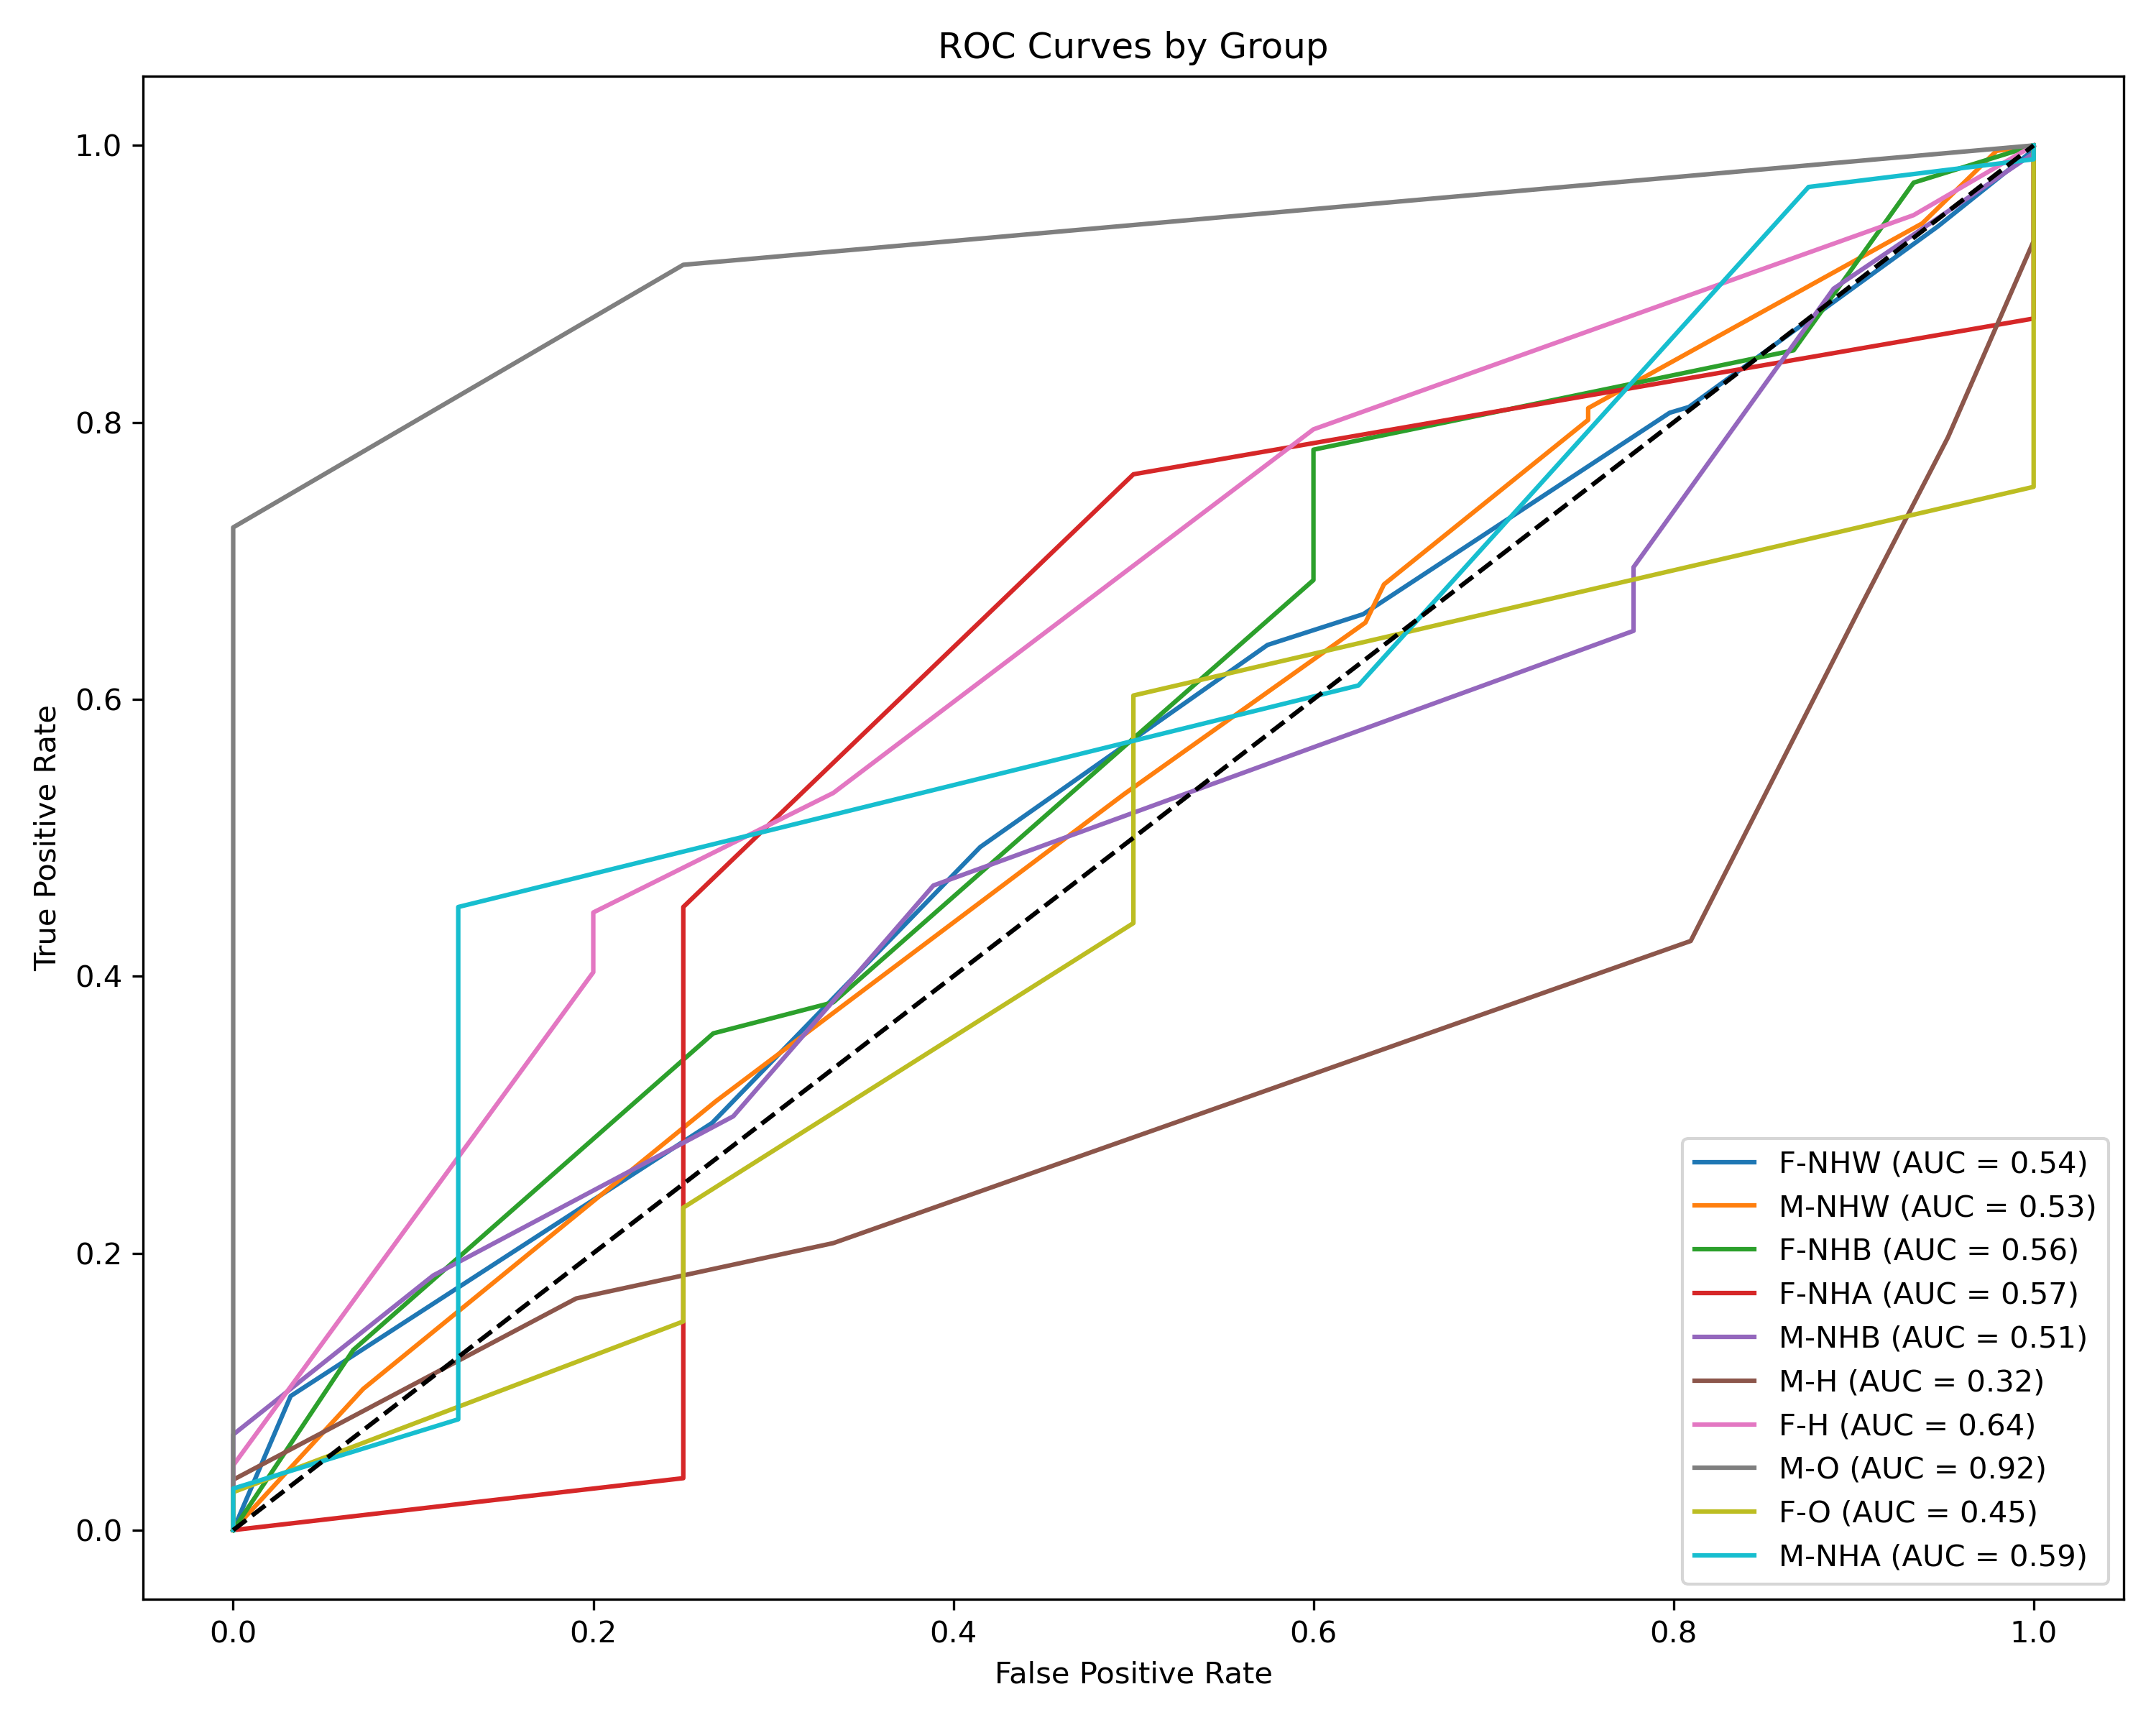 ROC Curves by Group
True Positive Rate
1.0
0.8
0.6
0.4
0.2
0.0
F-NHW (AUC = 0.54)
M-NHW (AUC = 0.53)
F-NHB (AUC = 0.56)
F-NHA (AUC = 0.57)
M-NHB (AUC = 0.51)
M-H (AUC = 0.32)
F-H (AUC = 0.64)
M-O (AUC = 0.92)
F-O (AUC = 0.45)
M-NHA (AUC = 0.59)
0.0 0.2 0.4 0.6 0.8 1.0
False Positive Rate